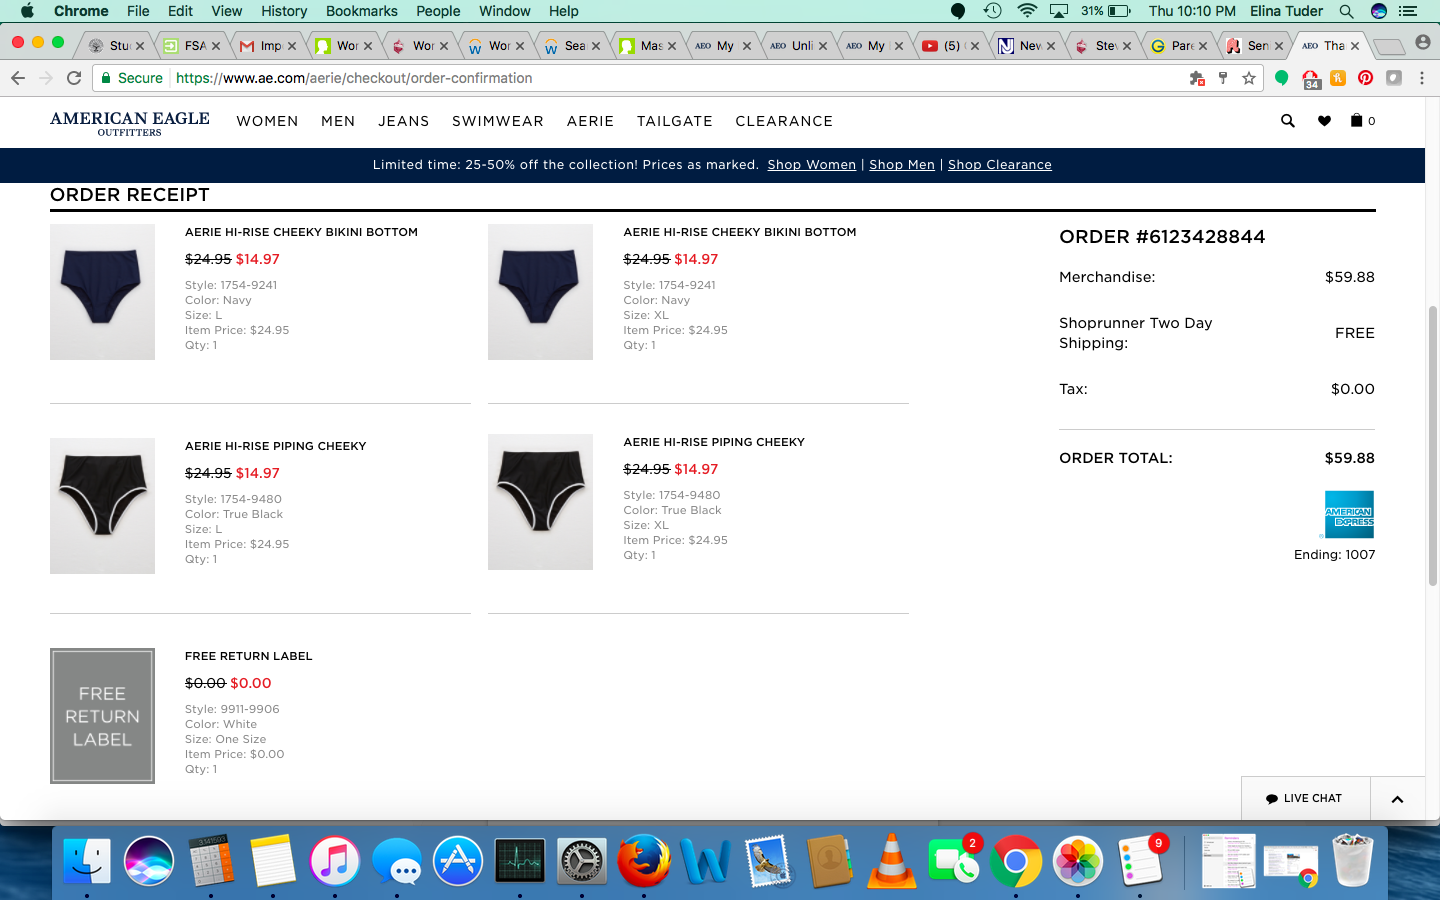 Chrome File Edit View History Bookmarks People Window Help 31% Thu 10:10 PM Elina Tuder
Stu FSA Imp Wor Wor Wor Sea Mas My Unli My (5) Nev Stev Pare Sen Tha
Secure https://www.ae.com/aerie/checkout/order-confirmation 34
AMERICAN EAGLE
OUTFITTERS
WOMEN MEN JEANS SWIMWEAR AERIE TAILGATE CLEARANCE 0
Limited time: 25-50% off the collection! Prices as marked. Shop Women | Shop Men | Shop Clearance
ORDER RECEIPT
AERIE HI-RISE CHEEKY BIKINI BOTTOM
$24.95 $14.97
Style: 1754-9241
Color: Navy
Size: L
Item Price: $24.95
Qty: 1
AERIE HI-RISE CHEEKY BIKINI BOTTOM
$24.95 $14.97
Style: 1754-9241
Color: Navy
Size: XL
Item Price: $24.95
Qty: 1
AERIE HI-RISE PIPING CHEEKY
$24.95 $14.97
Style: 1754-9480
Color: True Black
Size: L
Item Price: $24.95
Qty: 1
AERIE HI-RISE PIPING CHEEKY
$24.95 $14.97
Style: 1754-9480
Color: True Black
Size: XL
Item Price: $24.95
Qty: 1
FREE
RETURN
LABEL
FREE RETURN LABEL
$0.00 $0.00
Style: 9911-9906
Color: White
Size: One Size
Item Price: $0.00
Qty: 1
ORDER #6123428844
Merchandise: $59.88
Shoprunner Two Day
Shipping: FREE
Tax: $0.00
ORDER TOTAL: $59.88
AMERICAN
EXPRESS
Ending: 1007
LIVE CHAT
2
9